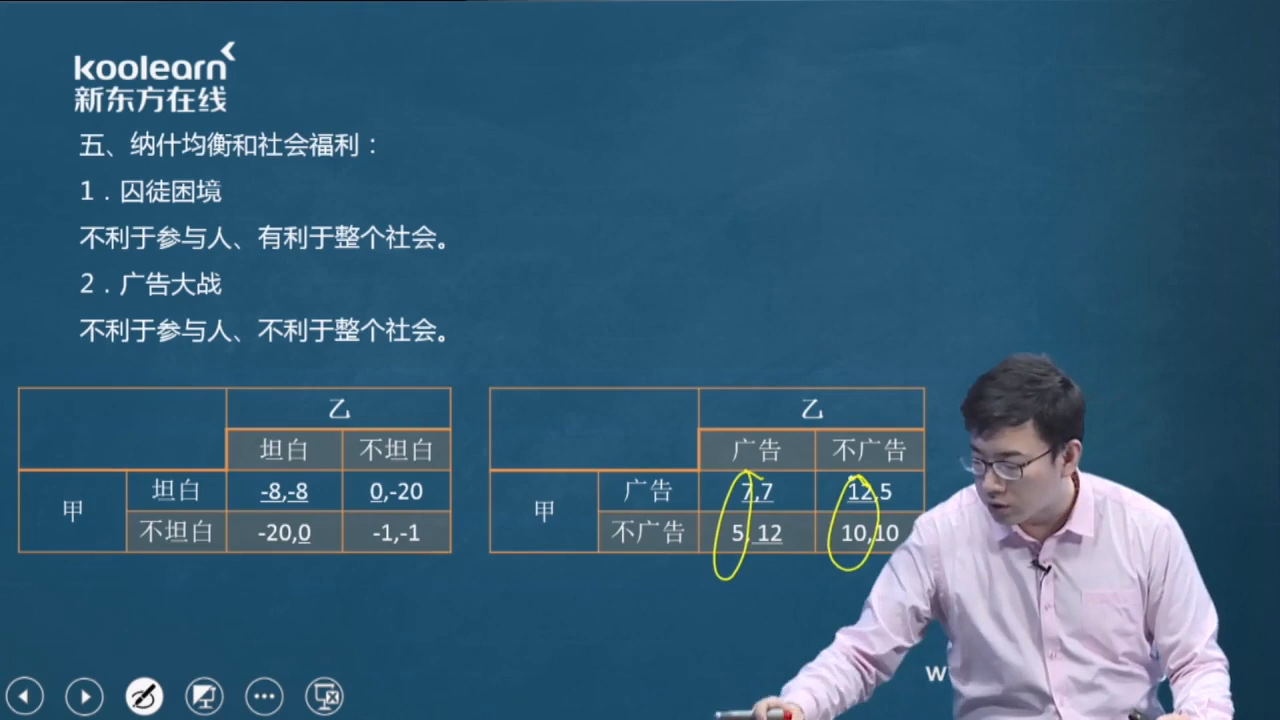 koolearn
新东方在线
五、纳什均衡和社会福利：
1．囚徒困境
不利于参与人、有利于整个社会。
2．广告大战
不利于参与人、不利于整个社会。
乙
坦白 不坦白
甲 坦白 -8,-8 0,-20
不坦白 -20,0 -1,-1
乙
广告 不广告
甲 广告 7,7 12,5
不广告 5, 12 10,10
w